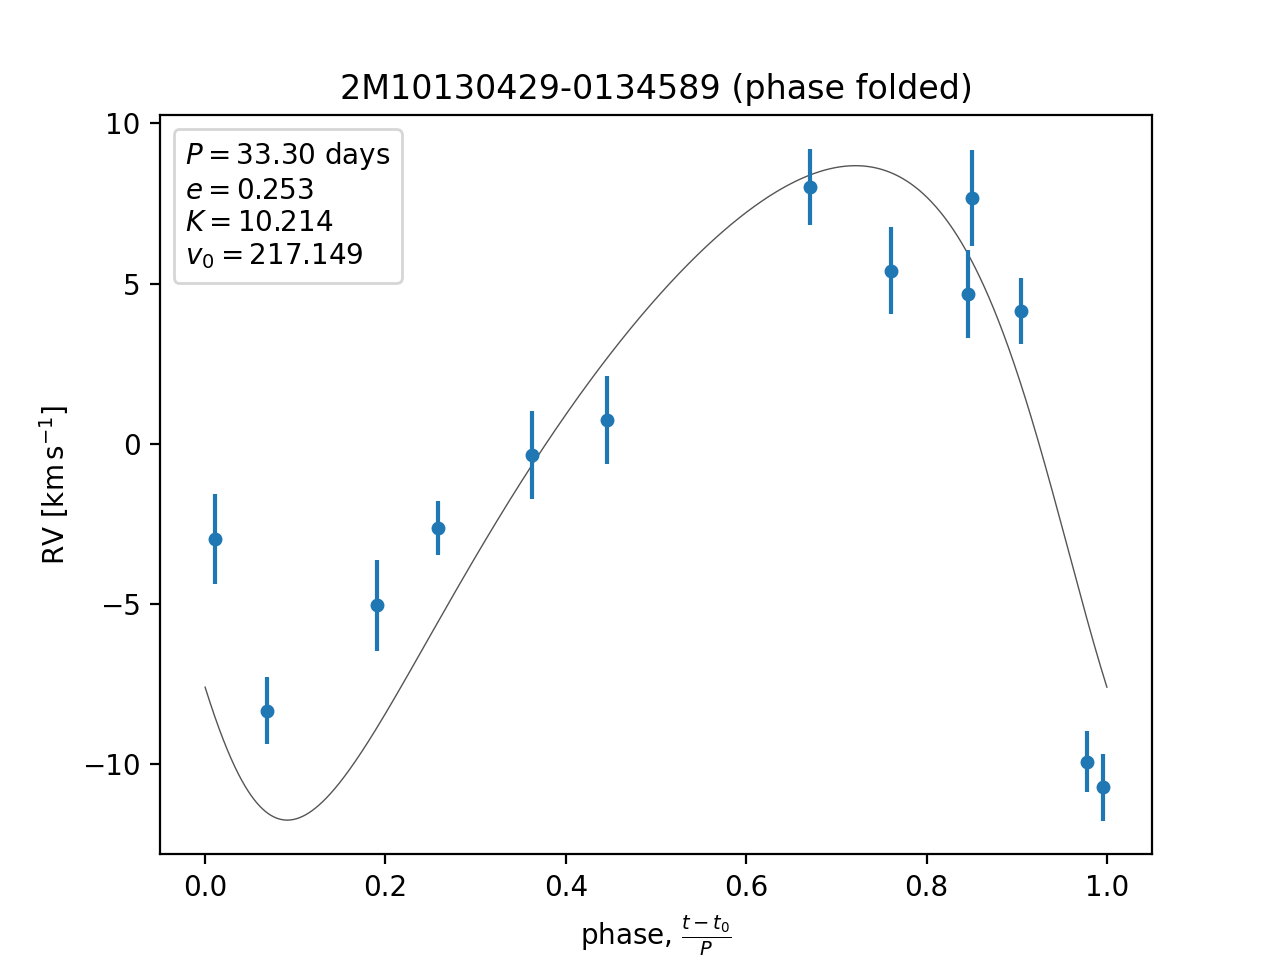 2M10130429-0134589 (phase folded)
P = 33.30 days
e = 0.253
K = 10.214
v₀ = 217.149
10
5
0
−5
−10
RV [km s⁻¹]
0.0 0.2 0.4 0.6 0.8 1.0
phase, (t − t₀)/P